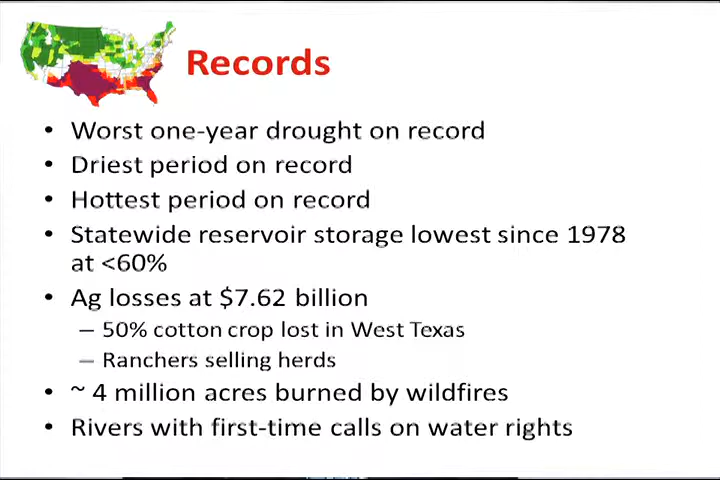 Records
• Worst one-year drought on record
• Driest period on record
• Hottest period on record
• Statewide reservoir storage lowest since 1978
at <60%
• Ag losses at $7.62 billion
– 50% cotton crop lost in West Texas
– Ranchers selling herds
• ~ 4 million acres burned by wildfires
• Rivers with first-time calls on water rights